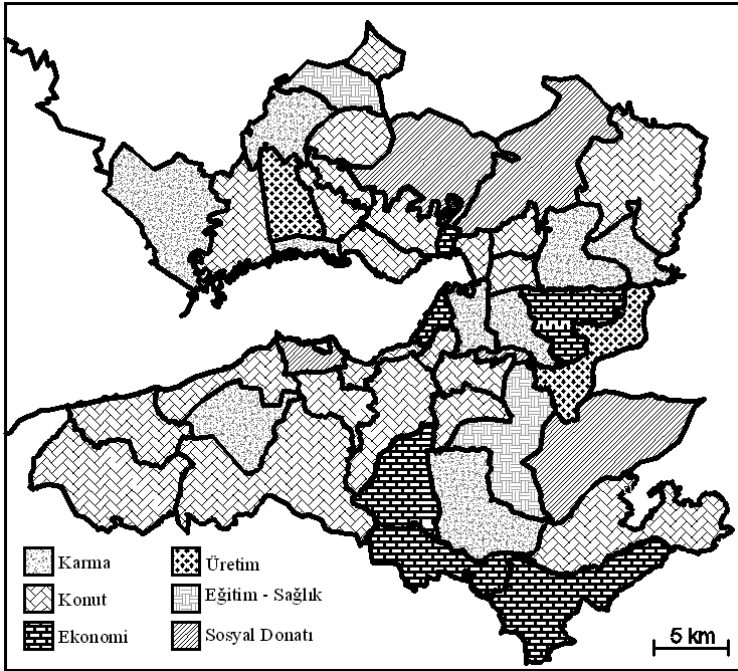 Karma
Konut
Ekonomi
Üretim
Eğitim - Sağlık
Sosyal Donatı
5 km